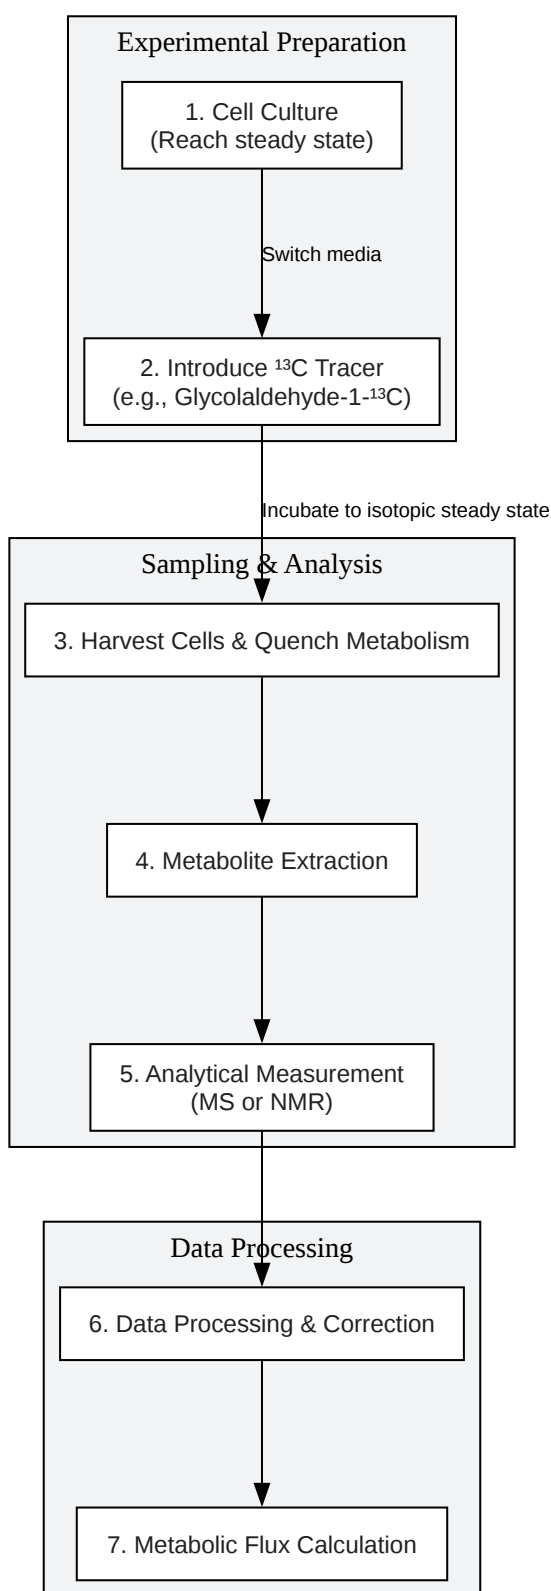 Experimental Preparation
1. Cell Culture
(Reach steady state)
Switch media
2. Introduce ¹³C Tracer
(e.g., Glycolaldehyde-1-¹³C)
Incubate to isotopic steady state
Sampling & Analysis
3. Harvest Cells & Quench Metabolism
4. Metabolite Extraction
5. Analytical Measurement
(MS or NMR)
Data Processing
6. Data Processing & Correction
7. Metabolic Flux Calculation